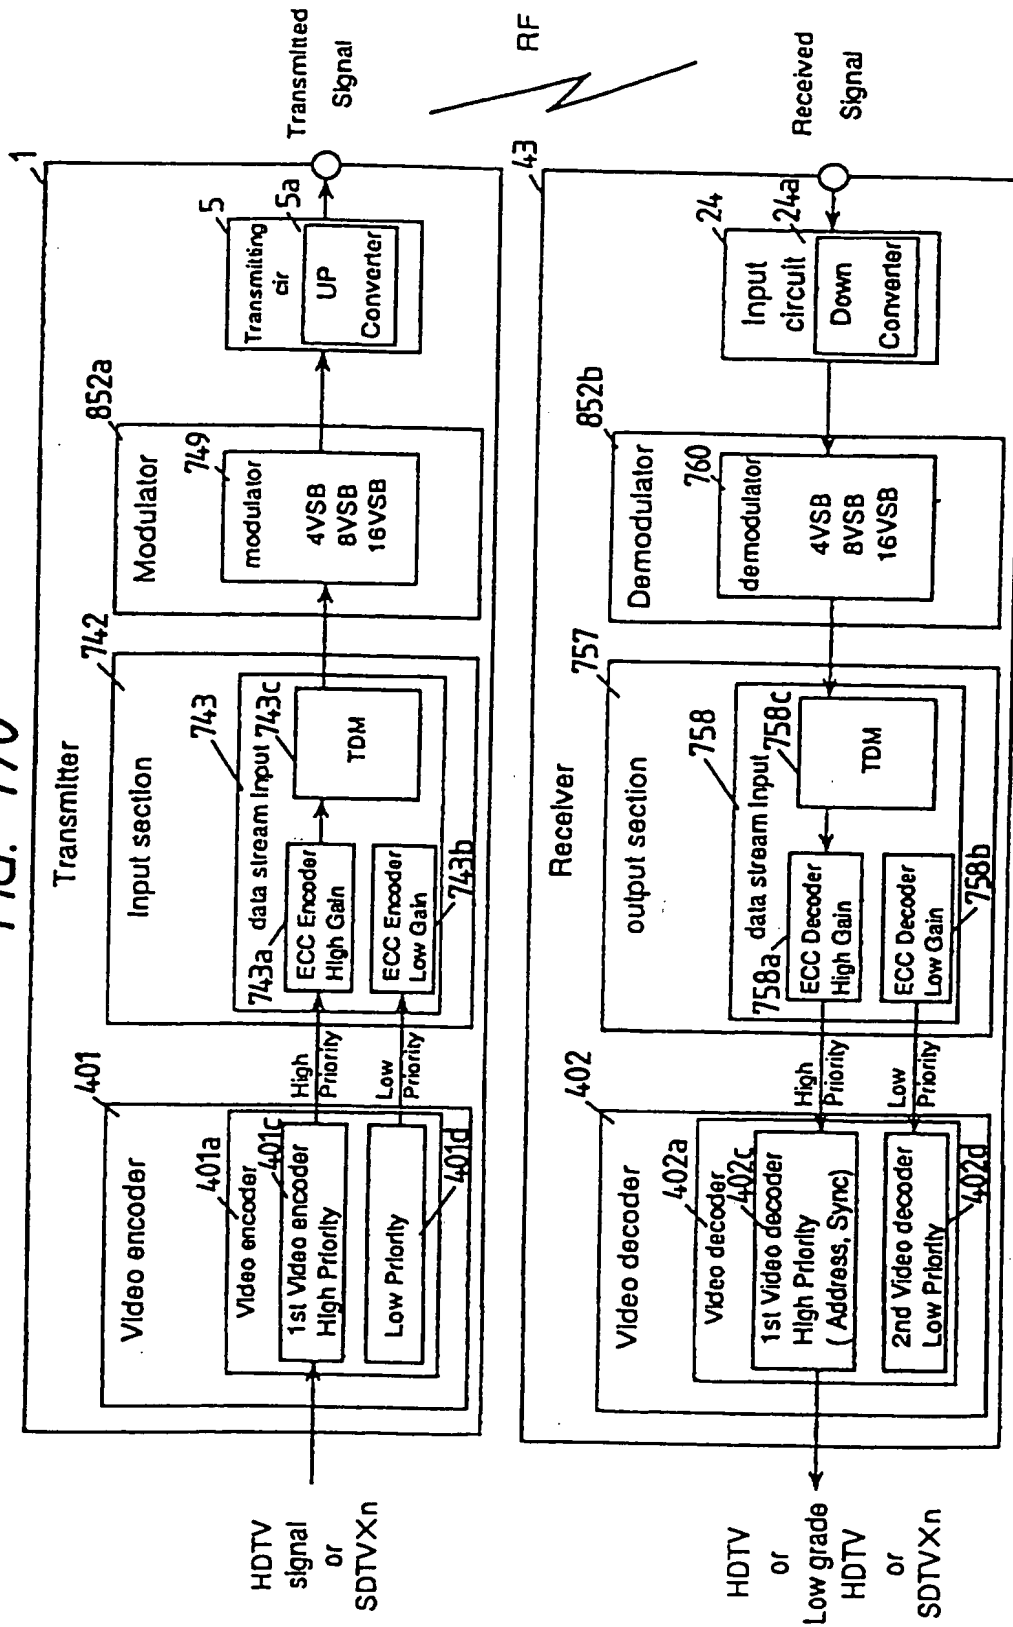 Transmitter
1
HDTV
signal
or
SDTVXn
Video encoder
401
401a
Video encoder
401c
1st Video encoder
High Priority
Low Priority
401d
High
Priority
Low
Priority
Input section
742
743
data stream Input
743a
743c
ECC Encoder
High Gain
ECC Encoder
Low Gain
743b
TDM
Modulator
852a
749
modulator
4VSB
8VSB
16VSB
5
Transmitting
cir
5a
UP
Converter
Transmitted
Signal
RF
Receiver
43
HDTV
or
Low grade
HDTV
or
SDTVXn
Video decoder
402
402a
Video decoder
402c
1st Video decoder
High Priority
( Address, Sync)
2nd Video decoder
Low Priority
402d
High
Priority
Low
Priority
output section
757
758
data stream Input
758a
758c
ECC Decoder
High Gain
ECC Decoder
Low Gain
758b
TDM
Demodulator
852b
760
demodulator
4VSB
8VSB
16VSB
24
Input
circuit
24a
Down
Converter
Received
Signal